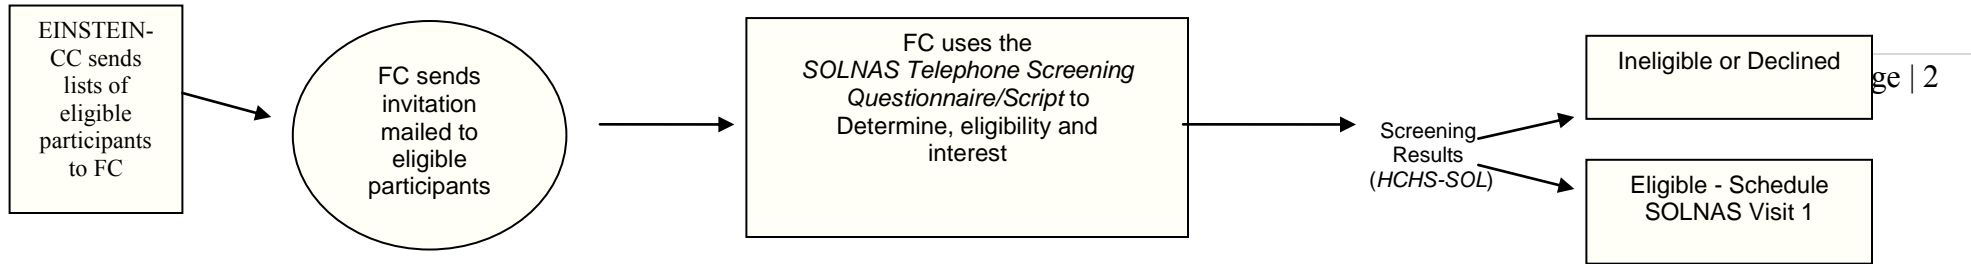 EINSTEIN-
CC sends
lists of
eligible
participants
to FC
FC sends
invitation
mailed to
eligible
participants
FC uses the
SOLNAS Telephone Screening
Questionnaire/Script to
Determine, eligibility and
interest
Screening
Results
(HCHS-SOL)
Ineligible or Declined
ge | 2
Eligible - Schedule
SOLNAS Visit 1